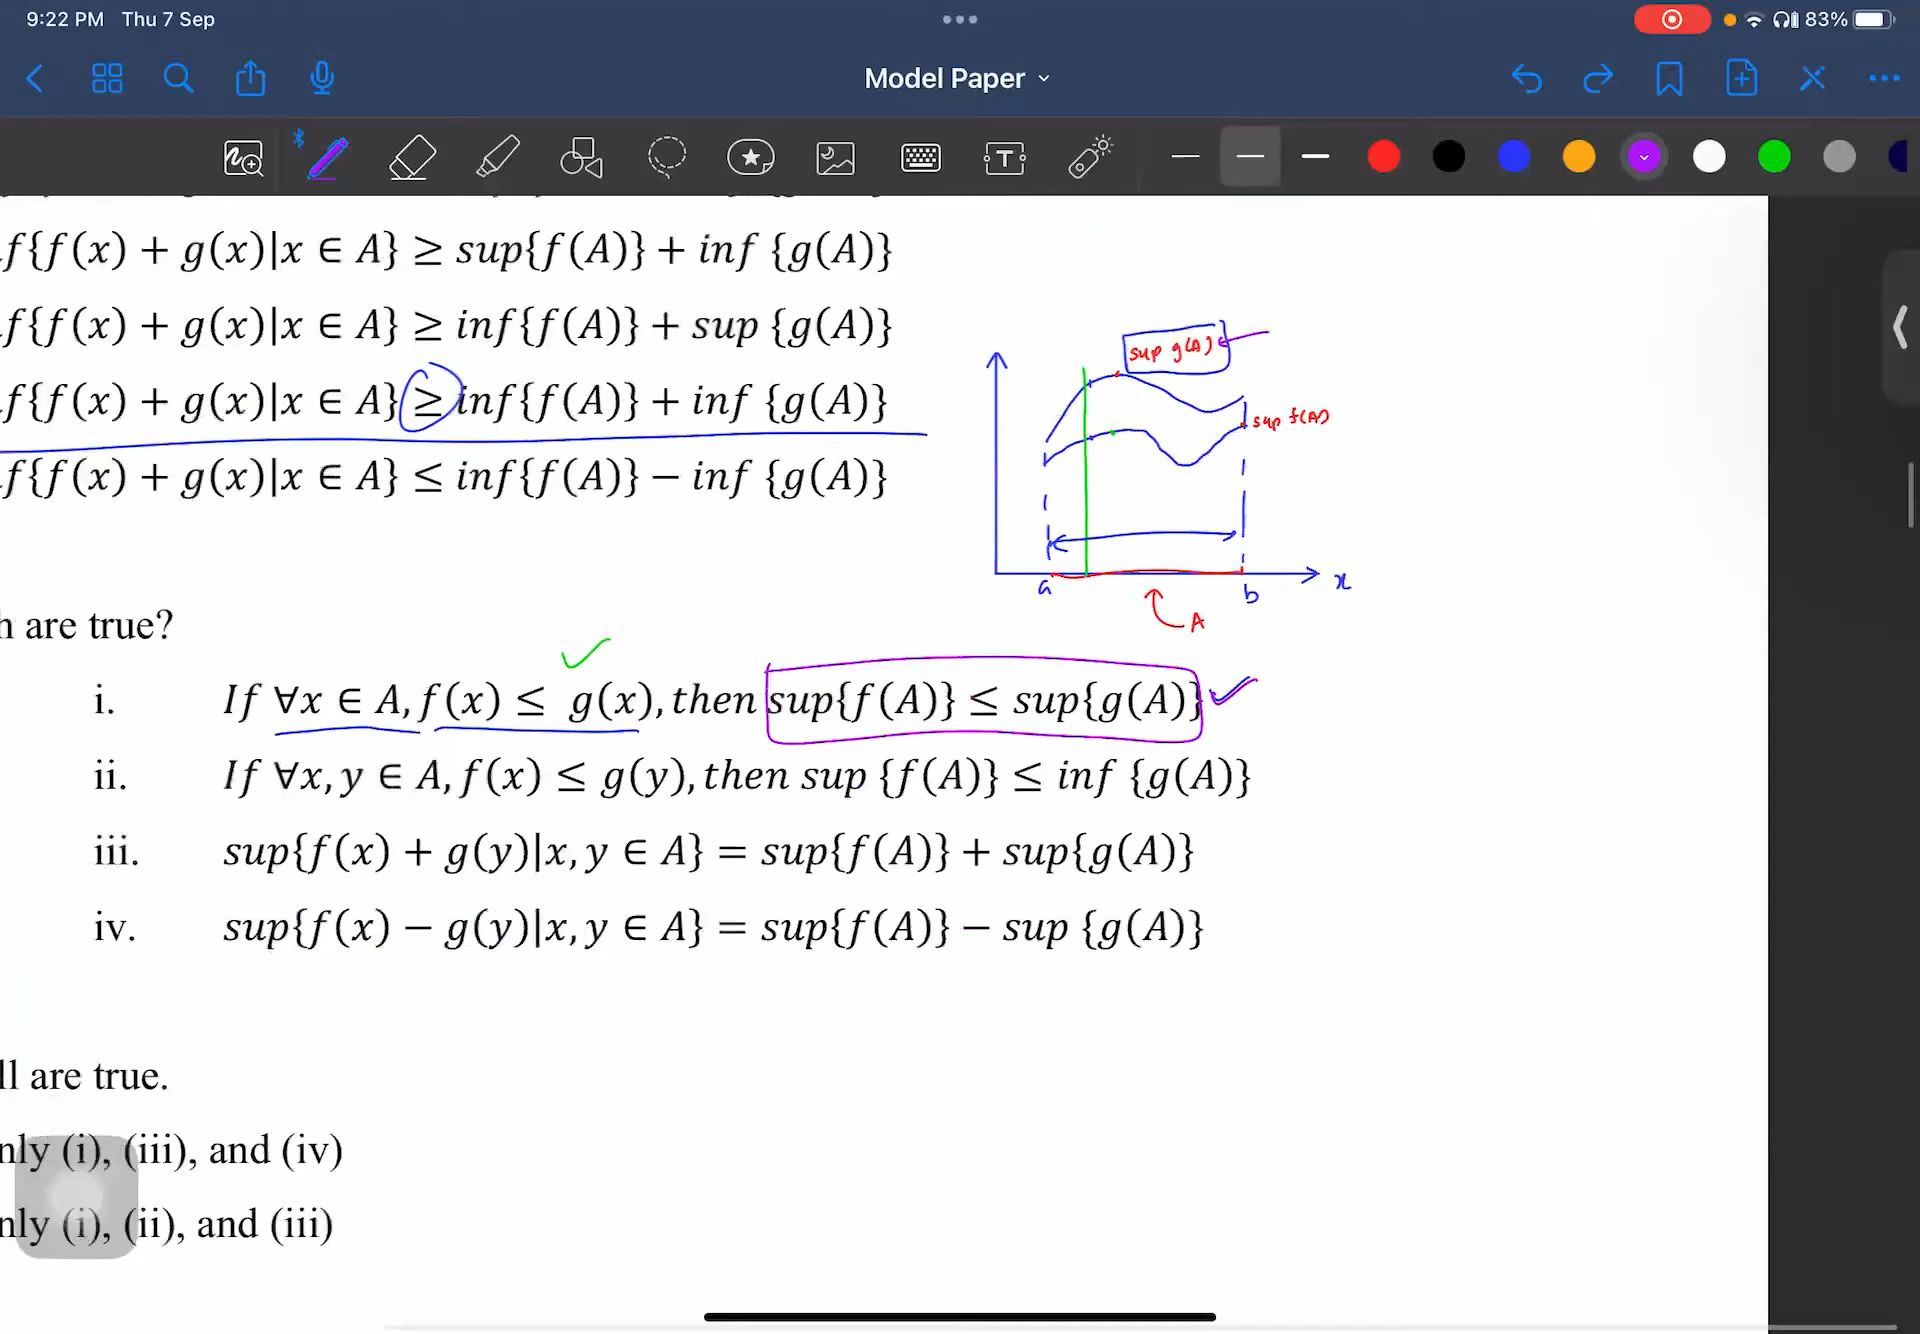 9:22 PM Thu 7 Sep
83%
Model Paper
T
f{f(x) + g(x)|x ∈ A} ≥ sup{f(A)} + inf {g(A)}
f{f(x) + g(x)|x ∈ A} ≥ inf{f(A)} + sup {g(A)}
f{f(x) + g(x)|x ∈ A} ≥ inf{f(A)} + inf {g(A)}
f{f(x) + g(x)|x ∈ A} ≤ inf{f(A)} − inf {g(A)}
sup g(A)
sup f(A)
a
b
x
A
h are true?
i. If ∀x ∈ A, f(x) ≤ g(x), then sup{f(A)} ≤ sup{g(A)}
ii. If ∀x, y ∈ A, f(x) ≤ g(y), then sup {f(A)} ≤ inf {g(A)}
iii. sup{f(x) + g(y)|x, y ∈ A} = sup{f(A)} + sup{g(A)}
iv. sup{f(x) − g(y)|x, y ∈ A} = sup{f(A)} − sup {g(A)}
ll are true.
nly (i), (iii), and (iv)
nly (i), (ii), and (iii)